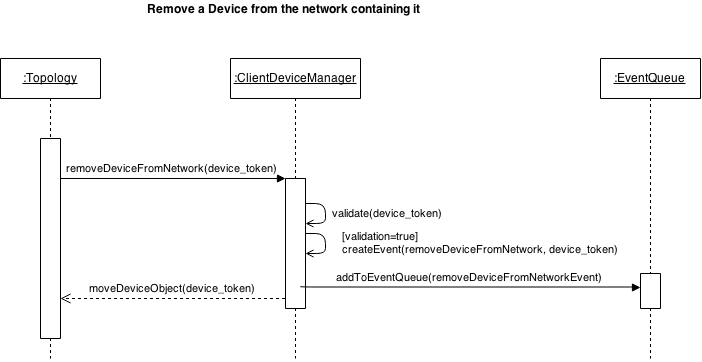 Remove a Device from the network containing it
:Topology
:ClientDeviceManager
:EventQueue
removeDeviceFromNetwork(device_token)
validate(device_token)
[validation=true]
createEvent(removeDeviceFromNetwork, device_token)
addToEventQueue(removeDeviceFromNetworkEvent)
moveDeviceObject(device_token)